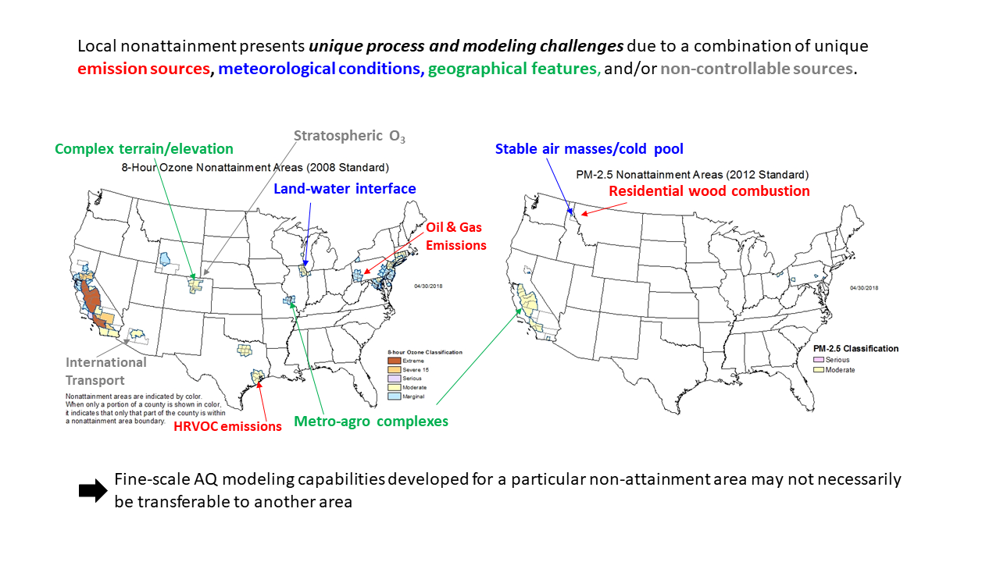 Local nonattainment presents unique process and modeling challenges due to a combination of unique
emission sources, meteorological conditions, geographical features, and/or non-controllable sources.
Stratospheric O3
Complex terrain/elevation
8-Hour Ozone Nonattainment Areas (2008 Standard)
Land-water interface
Oil & Gas
Emissions
04/30/2018
International
Transport
Nonattainment areas are indicated by color.
When only a portion of a county is shown in color,
it indicates that only that part of the county is within
a nonattainment area boundary.
HRVOC emissions
8-hour Ozone Classification
Extreme
Severe 15
Serious
Moderate
Marginal
Metro-agro complexes
Stable air masses/cold pool
PM-2.5 Nonattainment Areas (2012 Standard)
Residential wood combustion
04/30/2018
PM-2.5 Classification
Serious
Moderate
Fine-scale AQ modeling capabilities developed for a particular non-attainment area may not necessarily
be transferable to another area